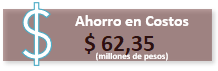 Ahorro en Costos
$ $ 62,35
(millones de pesos)